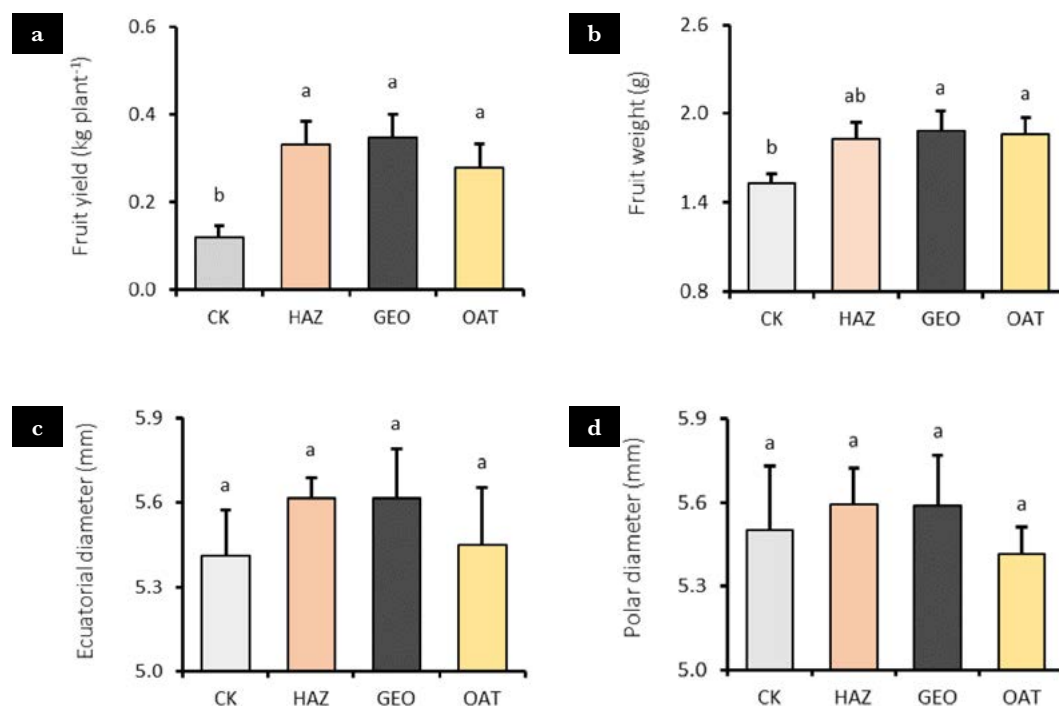 a
Fruit yield (kg plant⁻¹)
0.6
0.4
0.2
0.0
b
a
a
a
CK HAZ GEO OAT
b
Fruit weight (g)
2.6
2.0
1.4
0.8
b
ab
a
a
CK HAZ GEO OAT
c
Ecuatorial diameter (mm)
5.9
5.6
5.3
5.0
a
a
a
a
CK HAZ GEO OAT
d
Polar diameter (mm)
5.9
5.6
5.3
5.0
a
a
a
a
CK HAZ GEO OAT